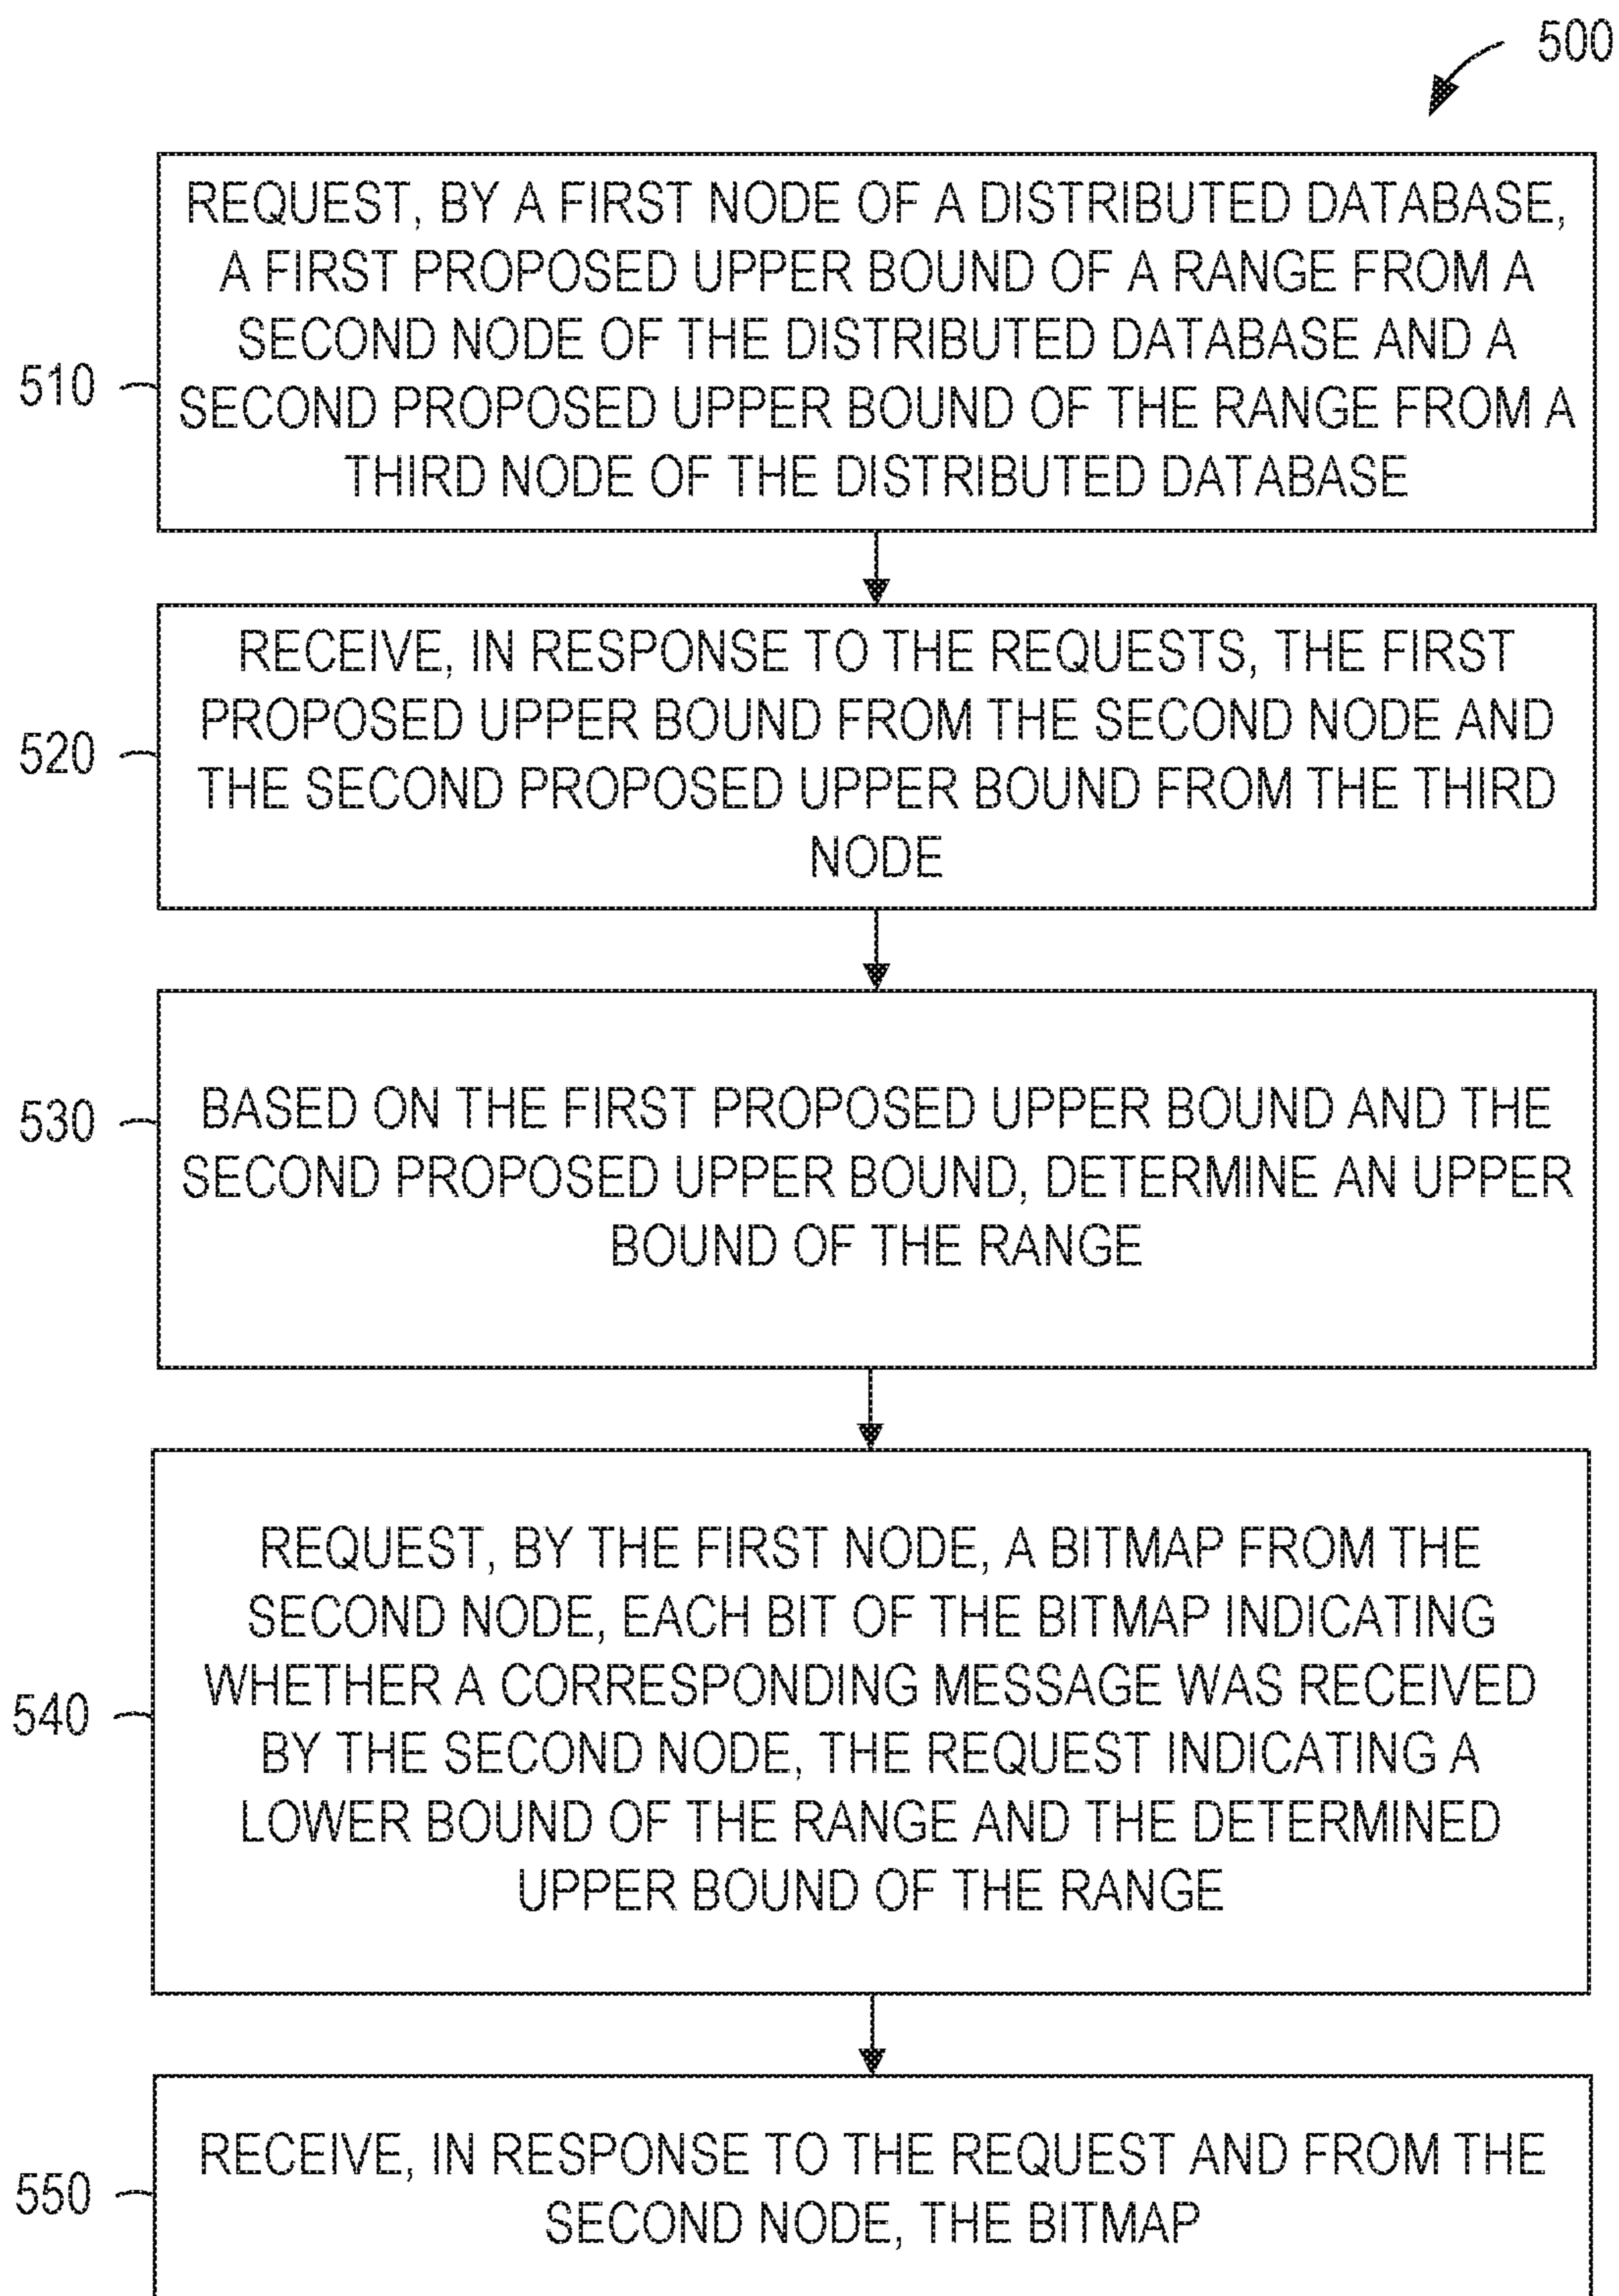 500
REQUEST, BY A FIRST NODE OF A DISTRIBUTED DATABASE,
A FIRST PROPOSED UPPER BOUND OF A RANGE FROM A
SECOND NODE OF THE DISTRIBUTED DATABASE AND A
510
SECOND PROPOSED UPPER BOUND OF THE RANGE FROM A
THIRD NODE OF THE DISTRIBUTED DATABASE
RECEIVE, IN RESPONSE TO THE REQUESTS, THE FIRST
PROPOSED UPPER BOUND FROM THE SECOND NODE AND
520
THE SECOND PROPOSED UPPER BOUND FROM THE THIRD
NODE
530
BASED ON THE FIRST PROPOSED UPPER BOUND AND THE
SECOND PROPOSED UPPER BOUND, DETERMINE AN UPPER
BOUND OF THE RANGE
REQUEST, BY THE FIRST NODE, A BITMAP FROM THE
SECOND NODE, EACH BIT OF THE BITMAP INDICATING
WHETHER A CORRESPONDING MESSAGE WAS RECEIVED
540
BY THE SECOND NODE, THE REQUEST INDICATING A
LOWER BOUND OF THE RANGE AND THE DETERMINED
UPPER BOUND OF THE RANGE
RECEIVE, IN RESPONSE TO THE REQUEST AND FROM THE
550
SECOND NODE, THE BITMAP